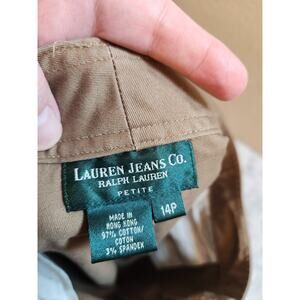 LAUREN JEANS CO.
RALPH LAUREN
PETITE
14P
MADE IN
HONG KONG
97% COTTON/
COTON
3% SPANDEX